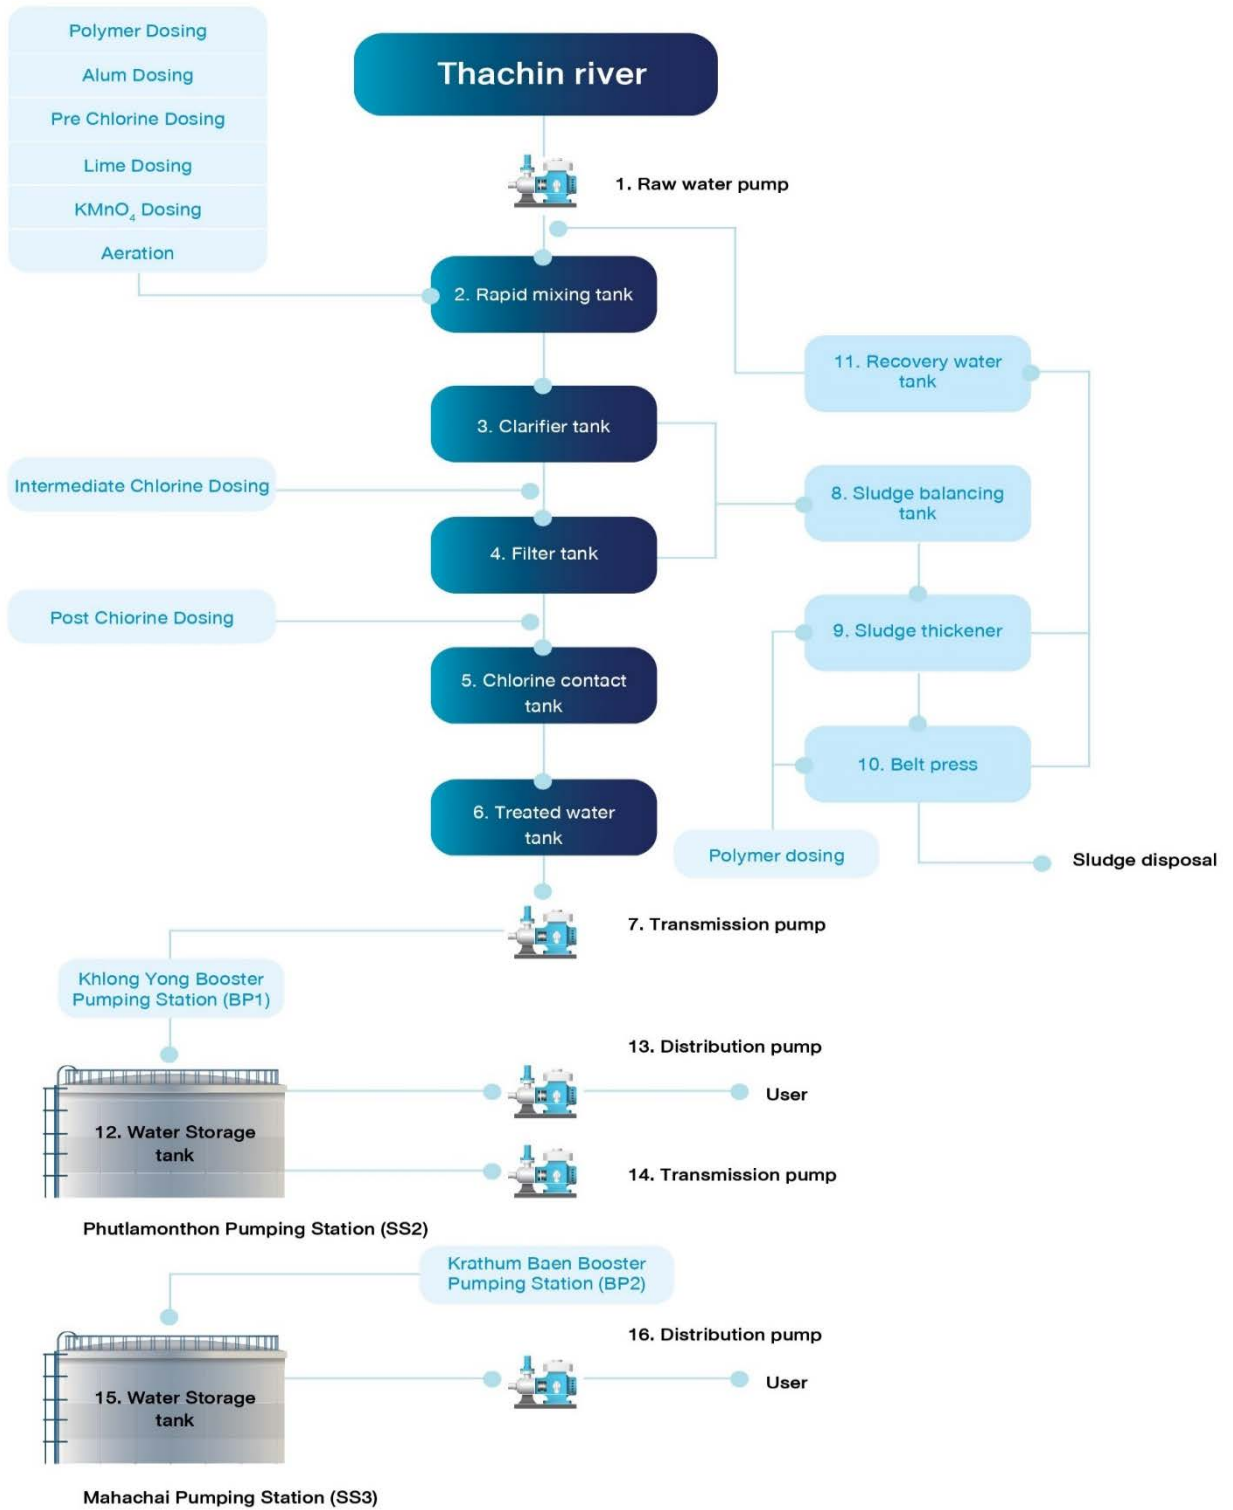 Polymer Dosing
Alum Dosing
Pre Chlorine Dosing
Lime Dosing
KMnO₄ Dosing
Aeration
Thachin river
1. Raw water pump
2. Rapid mixing tank
11. Recovery water
tank
3. Clarifier tank
Intermediate Chlorine Dosing
8. Sludge balancing
tank
4. Filter tank
Post Chiorine Dosing
9. Sludge thickener
5. Chlorine contact
tank
10. Belt press
6. Treated water
tank
Polymer dosing
Sludge disposal
7. Transmission pump
Khlong Yong Booster
Pumping Station (BP1)
13. Distribution pump
User
12. Water Storage
tank
14. Transmission pump
Phutlamonthon Pumping Station (SS2)
Krathum Baen Booster
Pumping Station (BP2)
16. Distribution pump
User
15. Water Storage
tank
Mahachai Pumping Station (SS3)